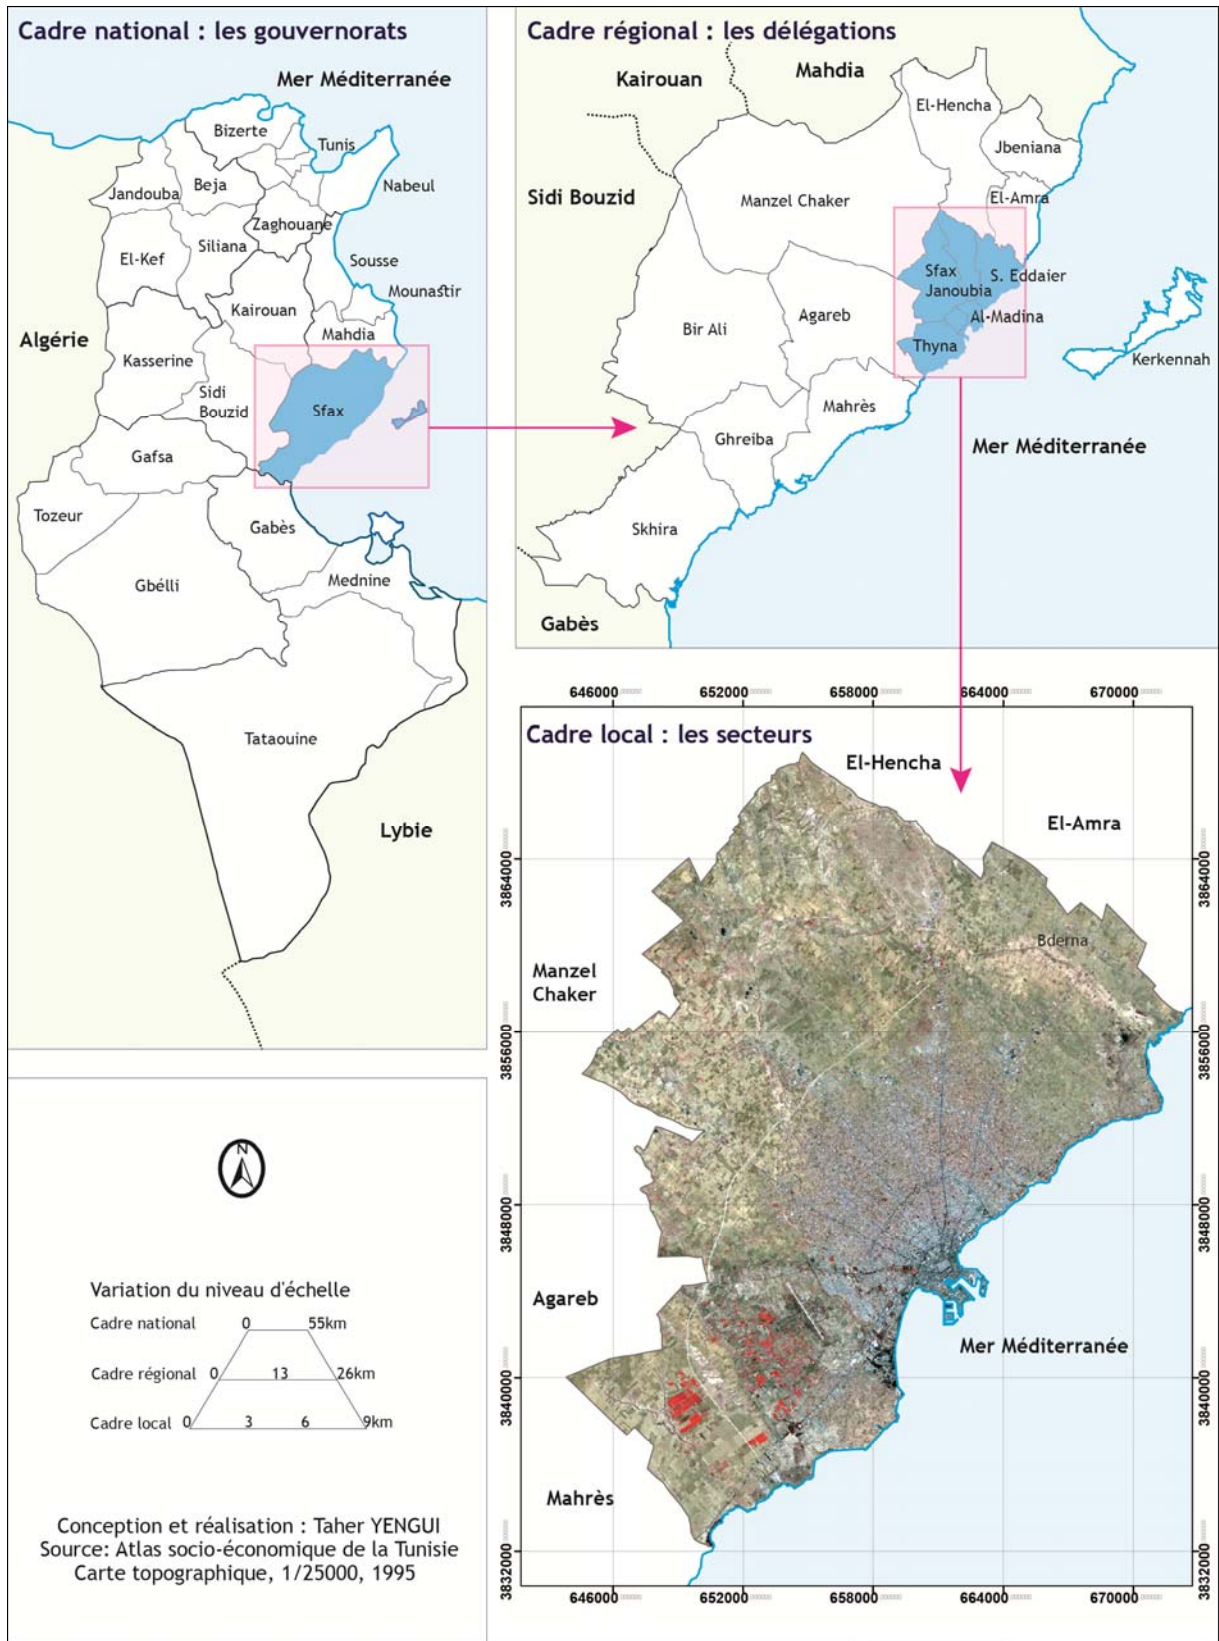 Cadre national : les gouvernorats
Mer Méditerranée
Bizerte
Tunis
Nabeul
Jandouba
Beja
Zaghouane
El-Kef
Siliana
Sousse
Mounastir
Kairouan
Mahdia
Algérie
Kasserine
Sidi
Bouzid
Sfax
Gafsa
Tozeur
Gabès
Gbélli
Mednine
Tataouine
Lybie
Cadre régional : les délégations
Kairouan
Mahdia
El-Hencha
Jbeniana
Sidi Bouzid
Manzel Chaker
El-Amra
Sfax
Janoubia
S. Eddaier
Bir Ali
Agareb
Al-Madina
Thyna
Kerkennah
Mahrès
Ghreiba
Mer Méditerranée
Skhira
Gabès
646000 652000 658000 664000 670000
Cadre local : les secteurs
El-Hencha
El-Amra
3864000 3864000
Bderna
Manzel
Chaker
3856000 3856000
3848000 3848000
Agareb
Mer Méditerranée
3840000 3840000
Mahrès
3832000 3832000
646000 652000 658000 664000 670000
N
Variation du niveau d'échelle
Cadre national 0 55km
Cadre régional 0 13 26km
Cadre local 0 3 6 9km
Conception et réalisation : Taher YENGUI
Source: Atlas socio-économique de la Tunisie
Carte topographique, 1/25000, 1995